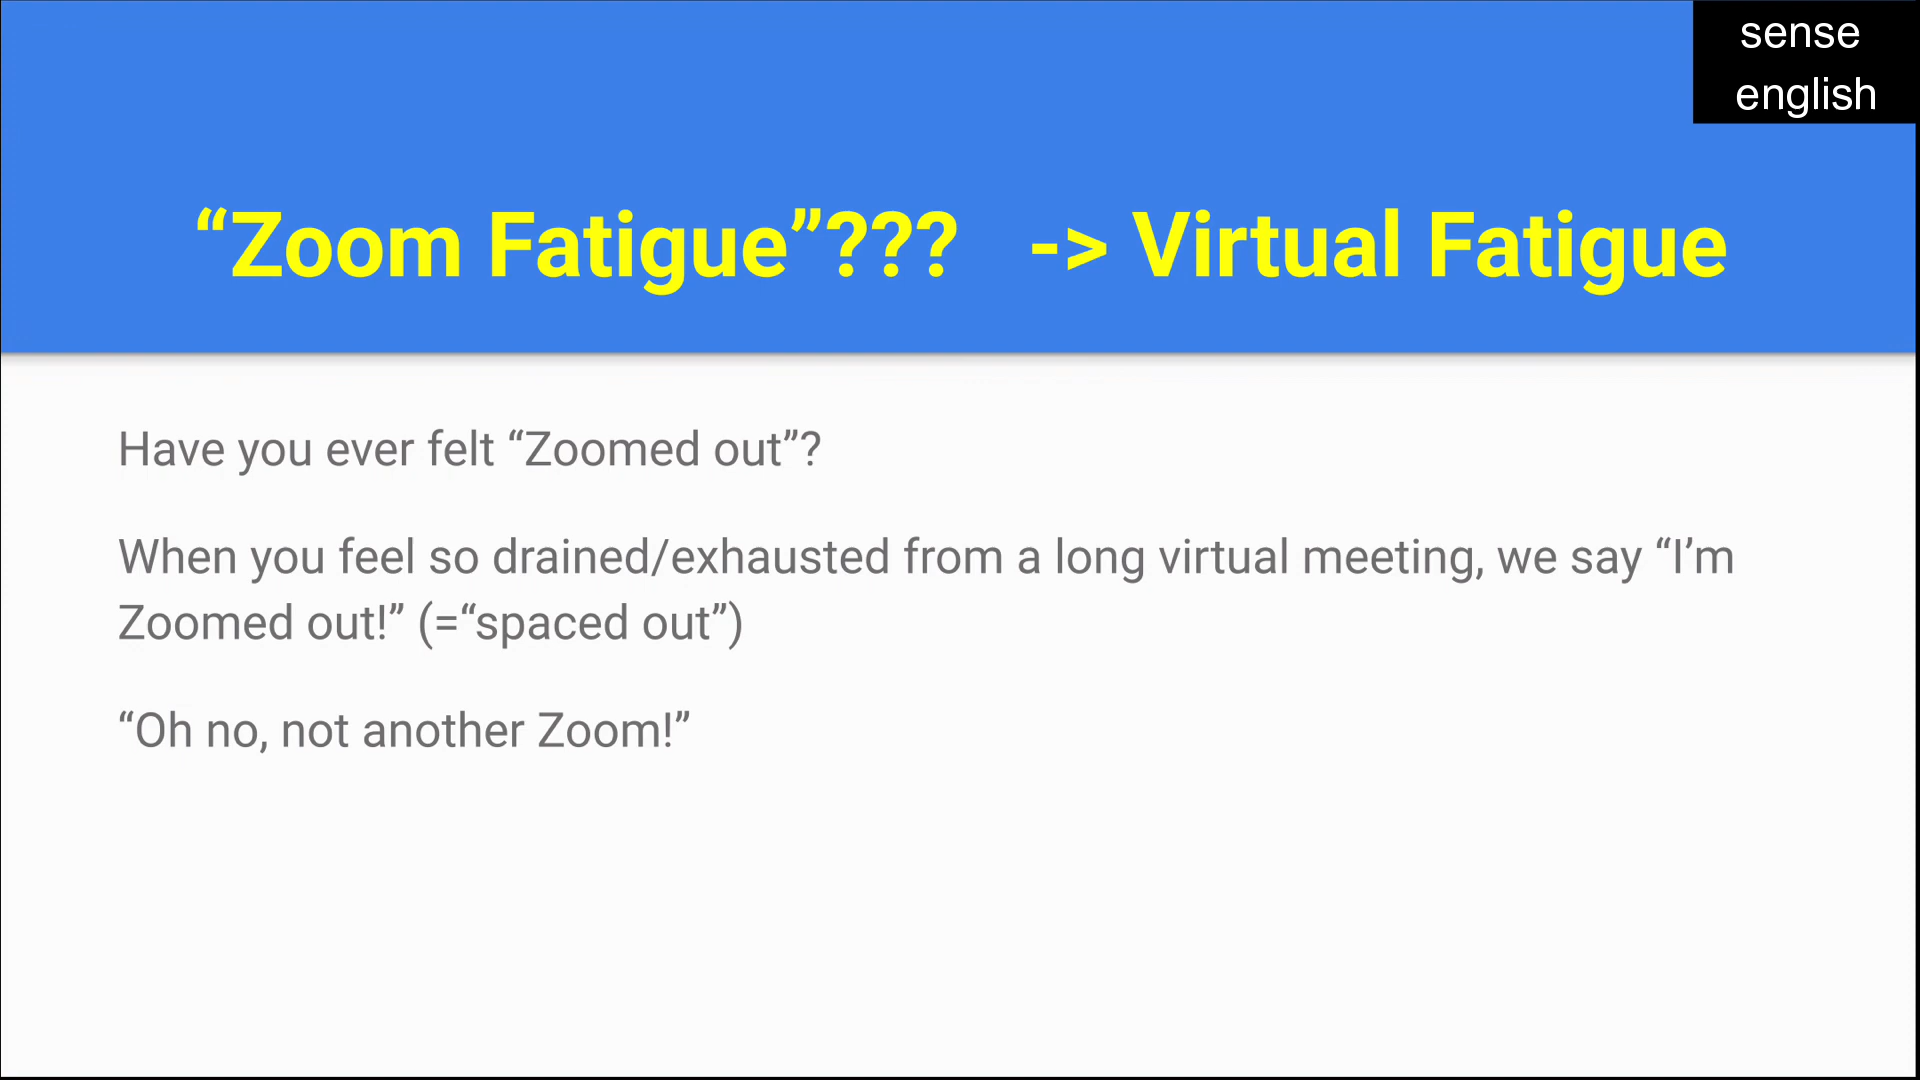 sense
english
“Zoom Fatigue”??? -> Virtual Fatigue
Have you ever felt “Zoomed out”?
When you feel so drained/exhausted from a long virtual meeting, we say “I’m
Zoomed out!” (=“spaced out”)
“Oh no, not another Zoom!”